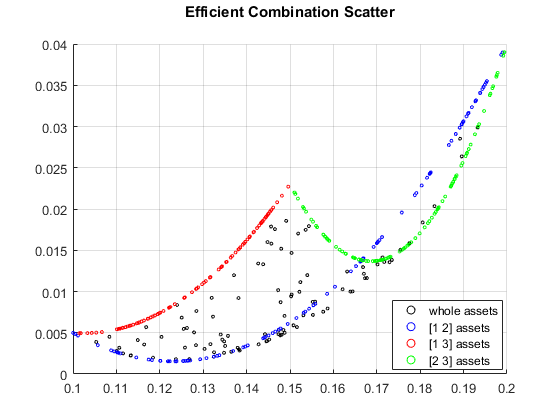 Efficient Combination Scatter
0.04
0.035
0.03
0.025
0.02
0.015
0.01
0.005
0
0.1 0.11 0.12 0.13 0.14 0.15 0.16 0.17 0.18 0.19 0.2
whole assets
[1 2] assets
[1 3] assets
[2 3] assets